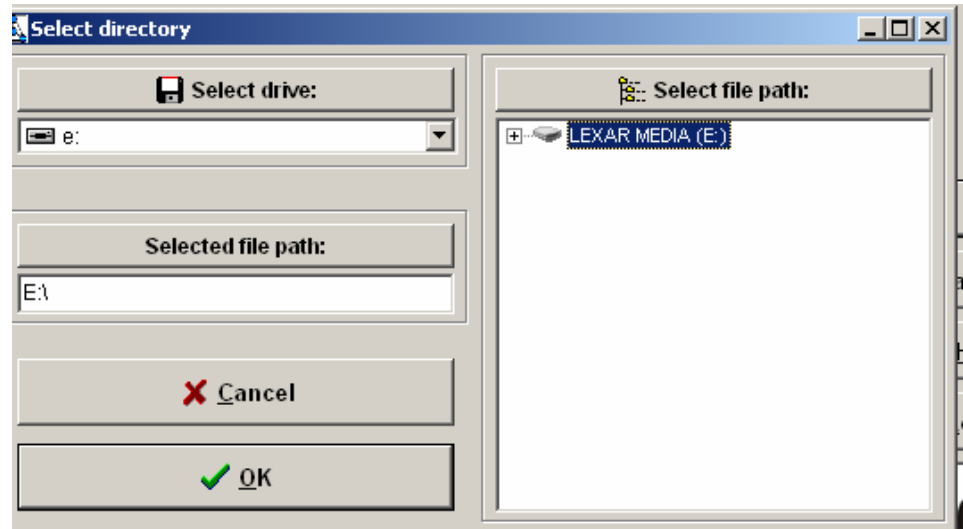 Select directory
Select drive:
e:
Selected file path:
E:\
Cancel
OK
Select file path:
LEXAR MEDIA (E:)